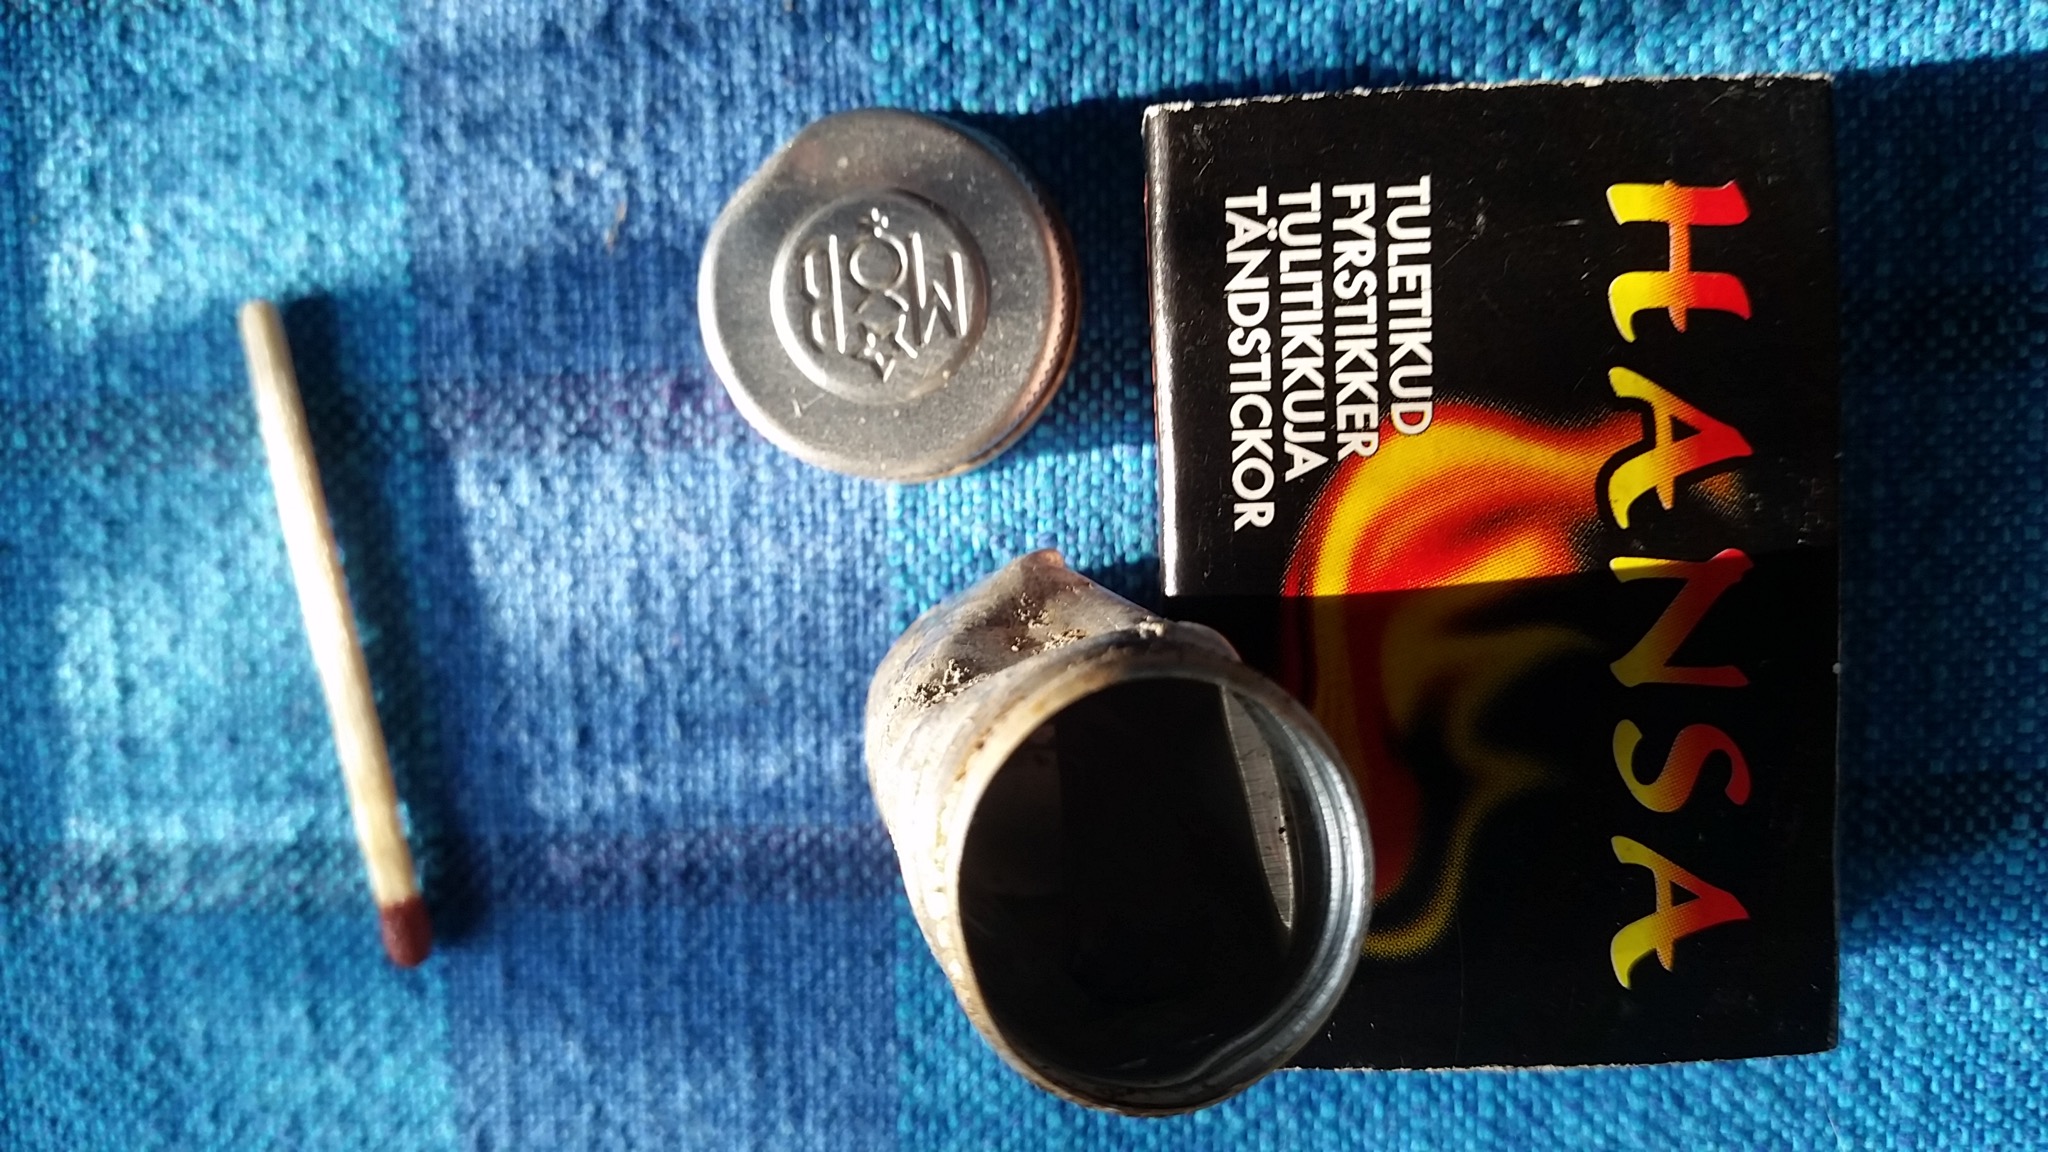 HANSA
TULETIKUD
FYRSTIKKER
TULITIKKUJA
TÄNDSTICKOR